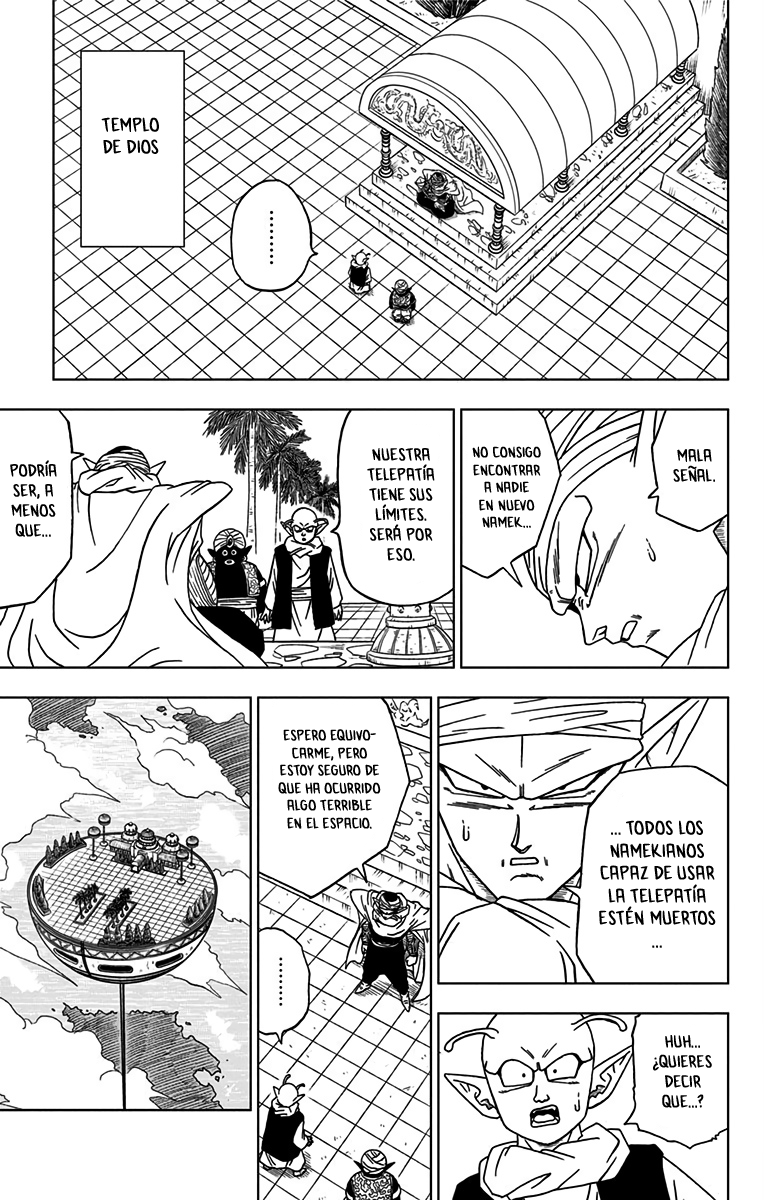 TEMPLO
DE DIOS
.........
MALA
SEÑAL.
NO CONSIGO
ENCONTRAR
A NADIE
EN NUEVO
NAMEK...
NUESTRA
TELEPATÍA
TIENE SUS
LÍMITES.
SERÁ POR
ESO.
PODRÍA
SER, A
MENOS
QUE...
... TODOS LOS
NAMEKIANOS
CAPAZ DE USAR
LA TELEPATÍA
ESTÉN MUERTOS
...
HUH...
¿QUIERES
DECIR
QUE...?
ESPERO EQUIVO-
CARME, PERO
ESTOY SEGURO DE
QUE HA OCURRIDO
ALGO TERRIBLE
EN EL ESPACIO.
.......